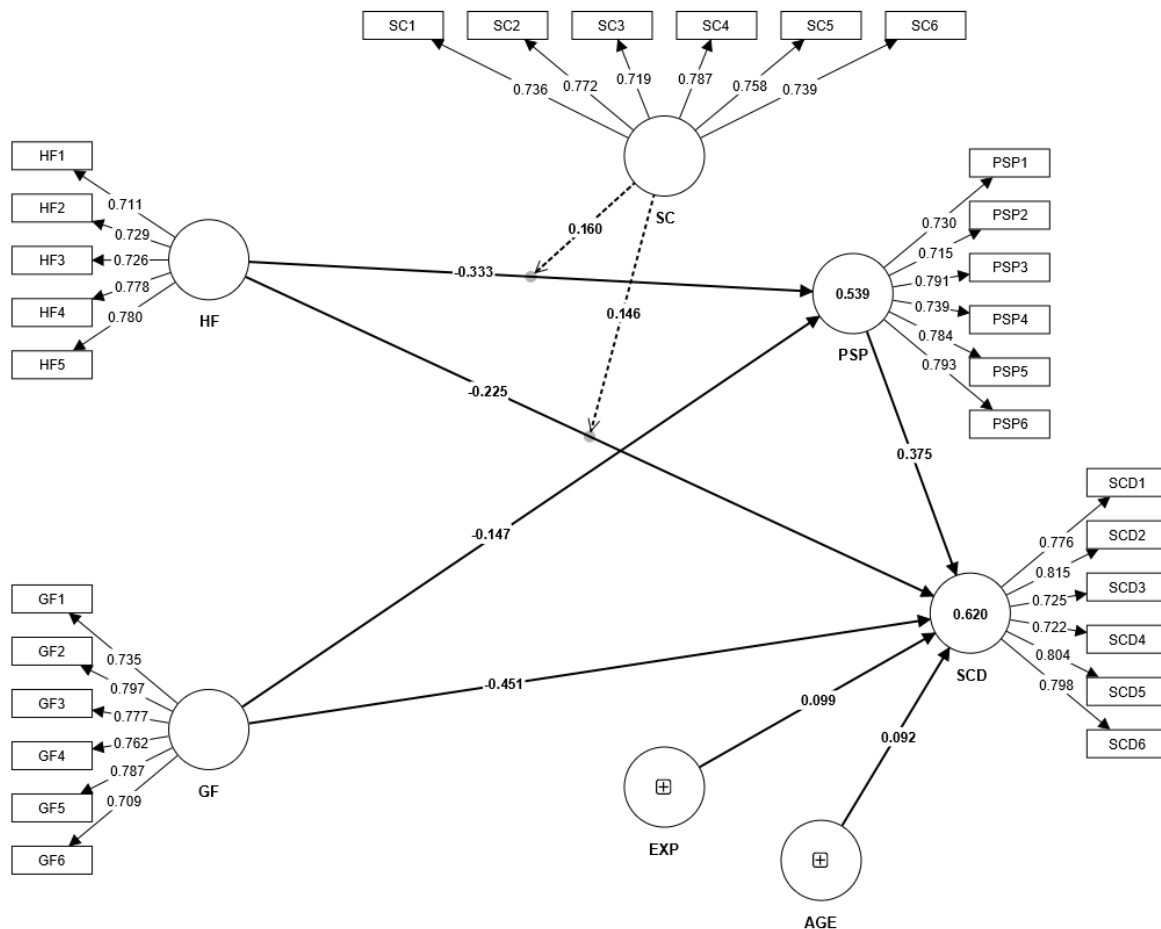 SC1
SC2
SC3
SC4
SC5
SC6
0.736
0.772
0.719
0.787
0.758
0.739
SC
HF1
HF2
HF3
HF4
HF5
0.711
0.729
0.726
0.778
0.780
HF
0.160
0.146
-0.333
-0.225
-0.147
-0.451
PSP1
PSP2
PSP3
PSP4
PSP5
PSP6
0.730
0.715
0.791
0.739
0.784
0.793
0.539
PSP
0.375
GF1
GF2
GF3
GF4
GF5
GF6
0.735
0.797
0.777
0.762
0.787
0.709
GF
SCD1
SCD2
SCD3
SCD4
SCD5
SCD6
0.776
0.815
0.725
0.722
0.804
0.798
0.620
SCD
0.099
0.092
EXP
AGE